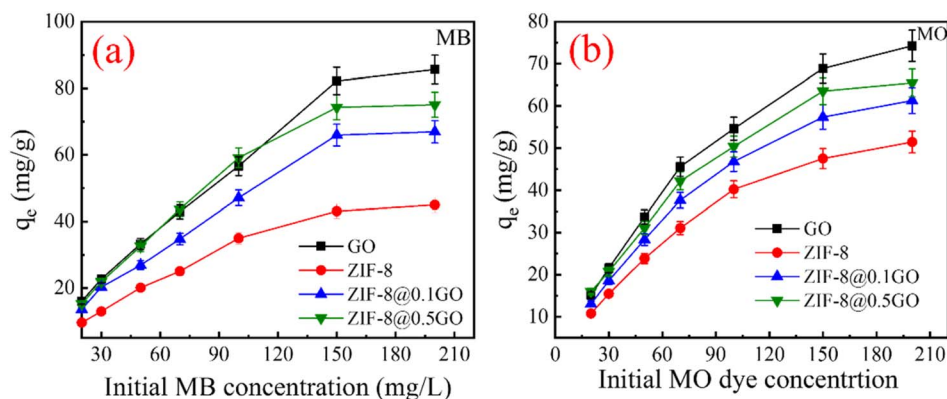 (a)
MB
100
80
60
40
20
qe (mg/g)
GO
ZIF-8
ZIF-8@0.1GO
ZIF-8@0.5GO
30 60 90 120 150 180 210
Initial MB concentration (mg/L)
(b)
MO
80
70
60
50
40
30
20
10
qe (mg/g)
GO
ZIF-8
ZIF-8@0.1GO
ZIF-8@0.5GO
0 30 60 90 120 150 180 210
Initial MO dye concentrtion